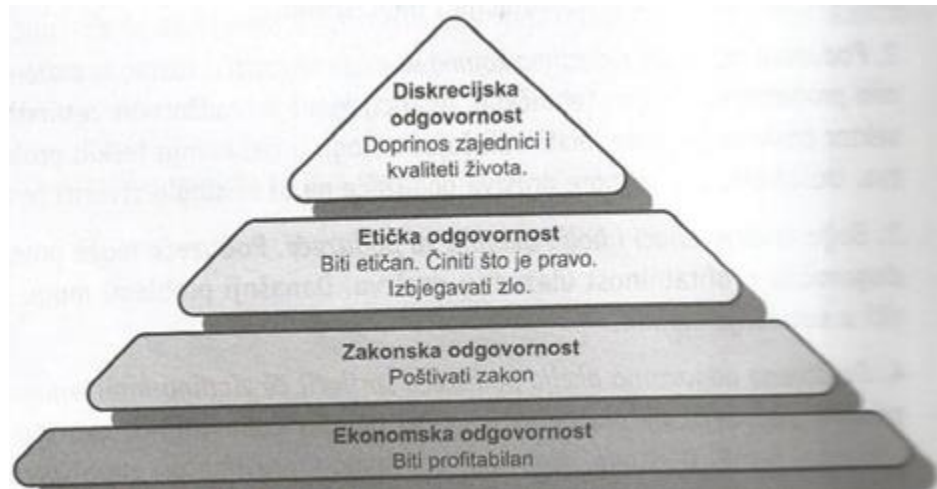 Diskrecijska
odgovornost
Doprinos zajednici i
kvaliteti života.
Etička odgovornost
Biti etičan. Činiti što je pravo.
Izbjegavati zlo.
Zakonska odgovornost
Poštivati zakon
Ekonomska odgovornost
Biti profitabilan